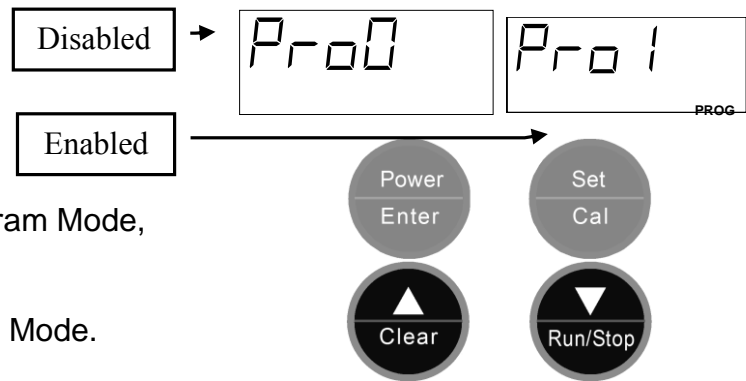 Disabled
Pro0
Pro1
PROG
Enabled
Power
Enter
Set
Cal
ram Mode,
Clear
Run/Stop
Mode.